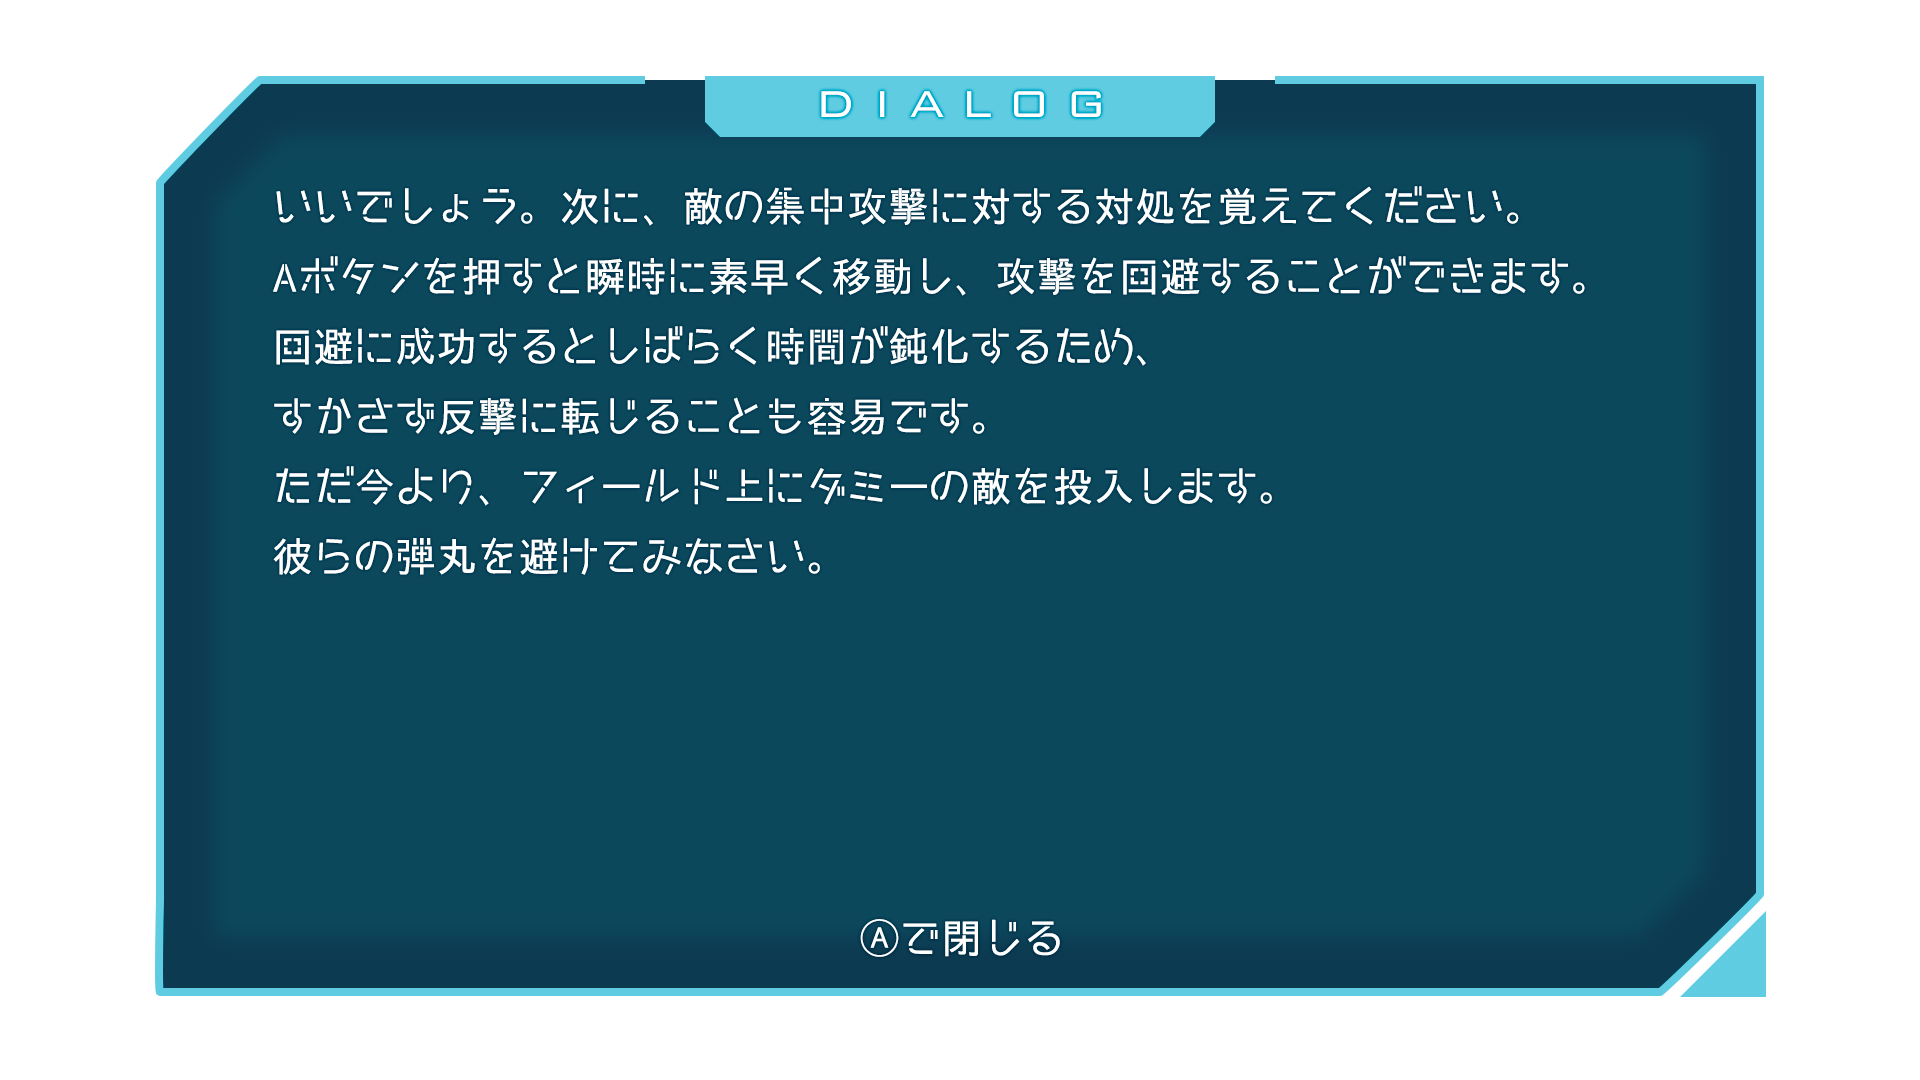 DIALOG
いいでしょう。次に、敵の集中攻撃に対する対処を覚えてください。
Aボタンを押すと瞬時に素早く移動し、攻撃を回避することができます。
回避に成功するとしばらく時間が鈍化するため、
すかさず反撃に転じることも容易です。
ただ今より、フィールド上にダミーの敵を投入します。
彼らの弾丸を避けてみなさい。
Ⓐで閉じる